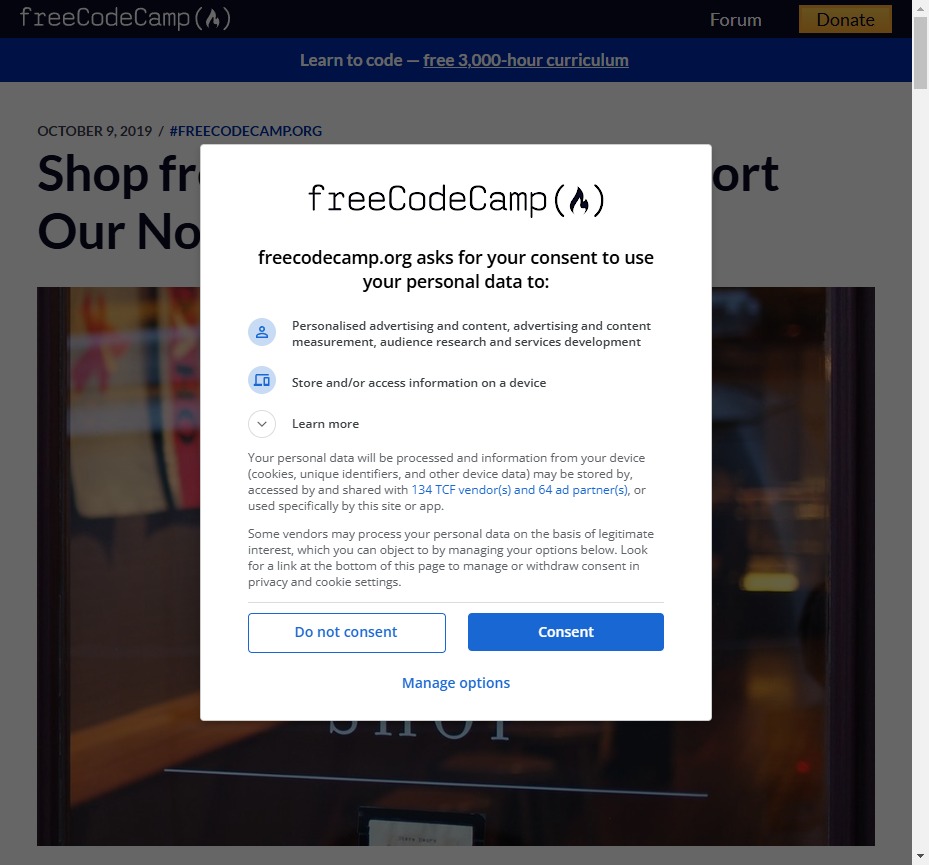 freeCodeCamp
Forum
Donate
Learn to code — free 3,000-hour curriculum
OCTOBER 9, 2019 / #FREECODECAMP.ORG
Shop
ort
Our
freeCodeCamp
freecodecamp.org asks for your consent to use
your personal data to:
Personalised advertising and content, advertising and content
measurement, audience research and services development
Store and/or access information on a device
Learn more
Your personal data will be processed and information from your device
(cookies, unique identifiers, and other device data) may be stored by,
accessed by and shared with 134 TCF vendor(s) and 64 ad partner(s), or
used specifically by this site or app.
Some vendors may process your personal data on the basis of legitimate
interest, which you can object to by managing your options below. Look
for a link at the bottom of this page to manage or withdraw consent in
privacy and cookie settings.
Do not consent
Consent
Manage options
SHOP